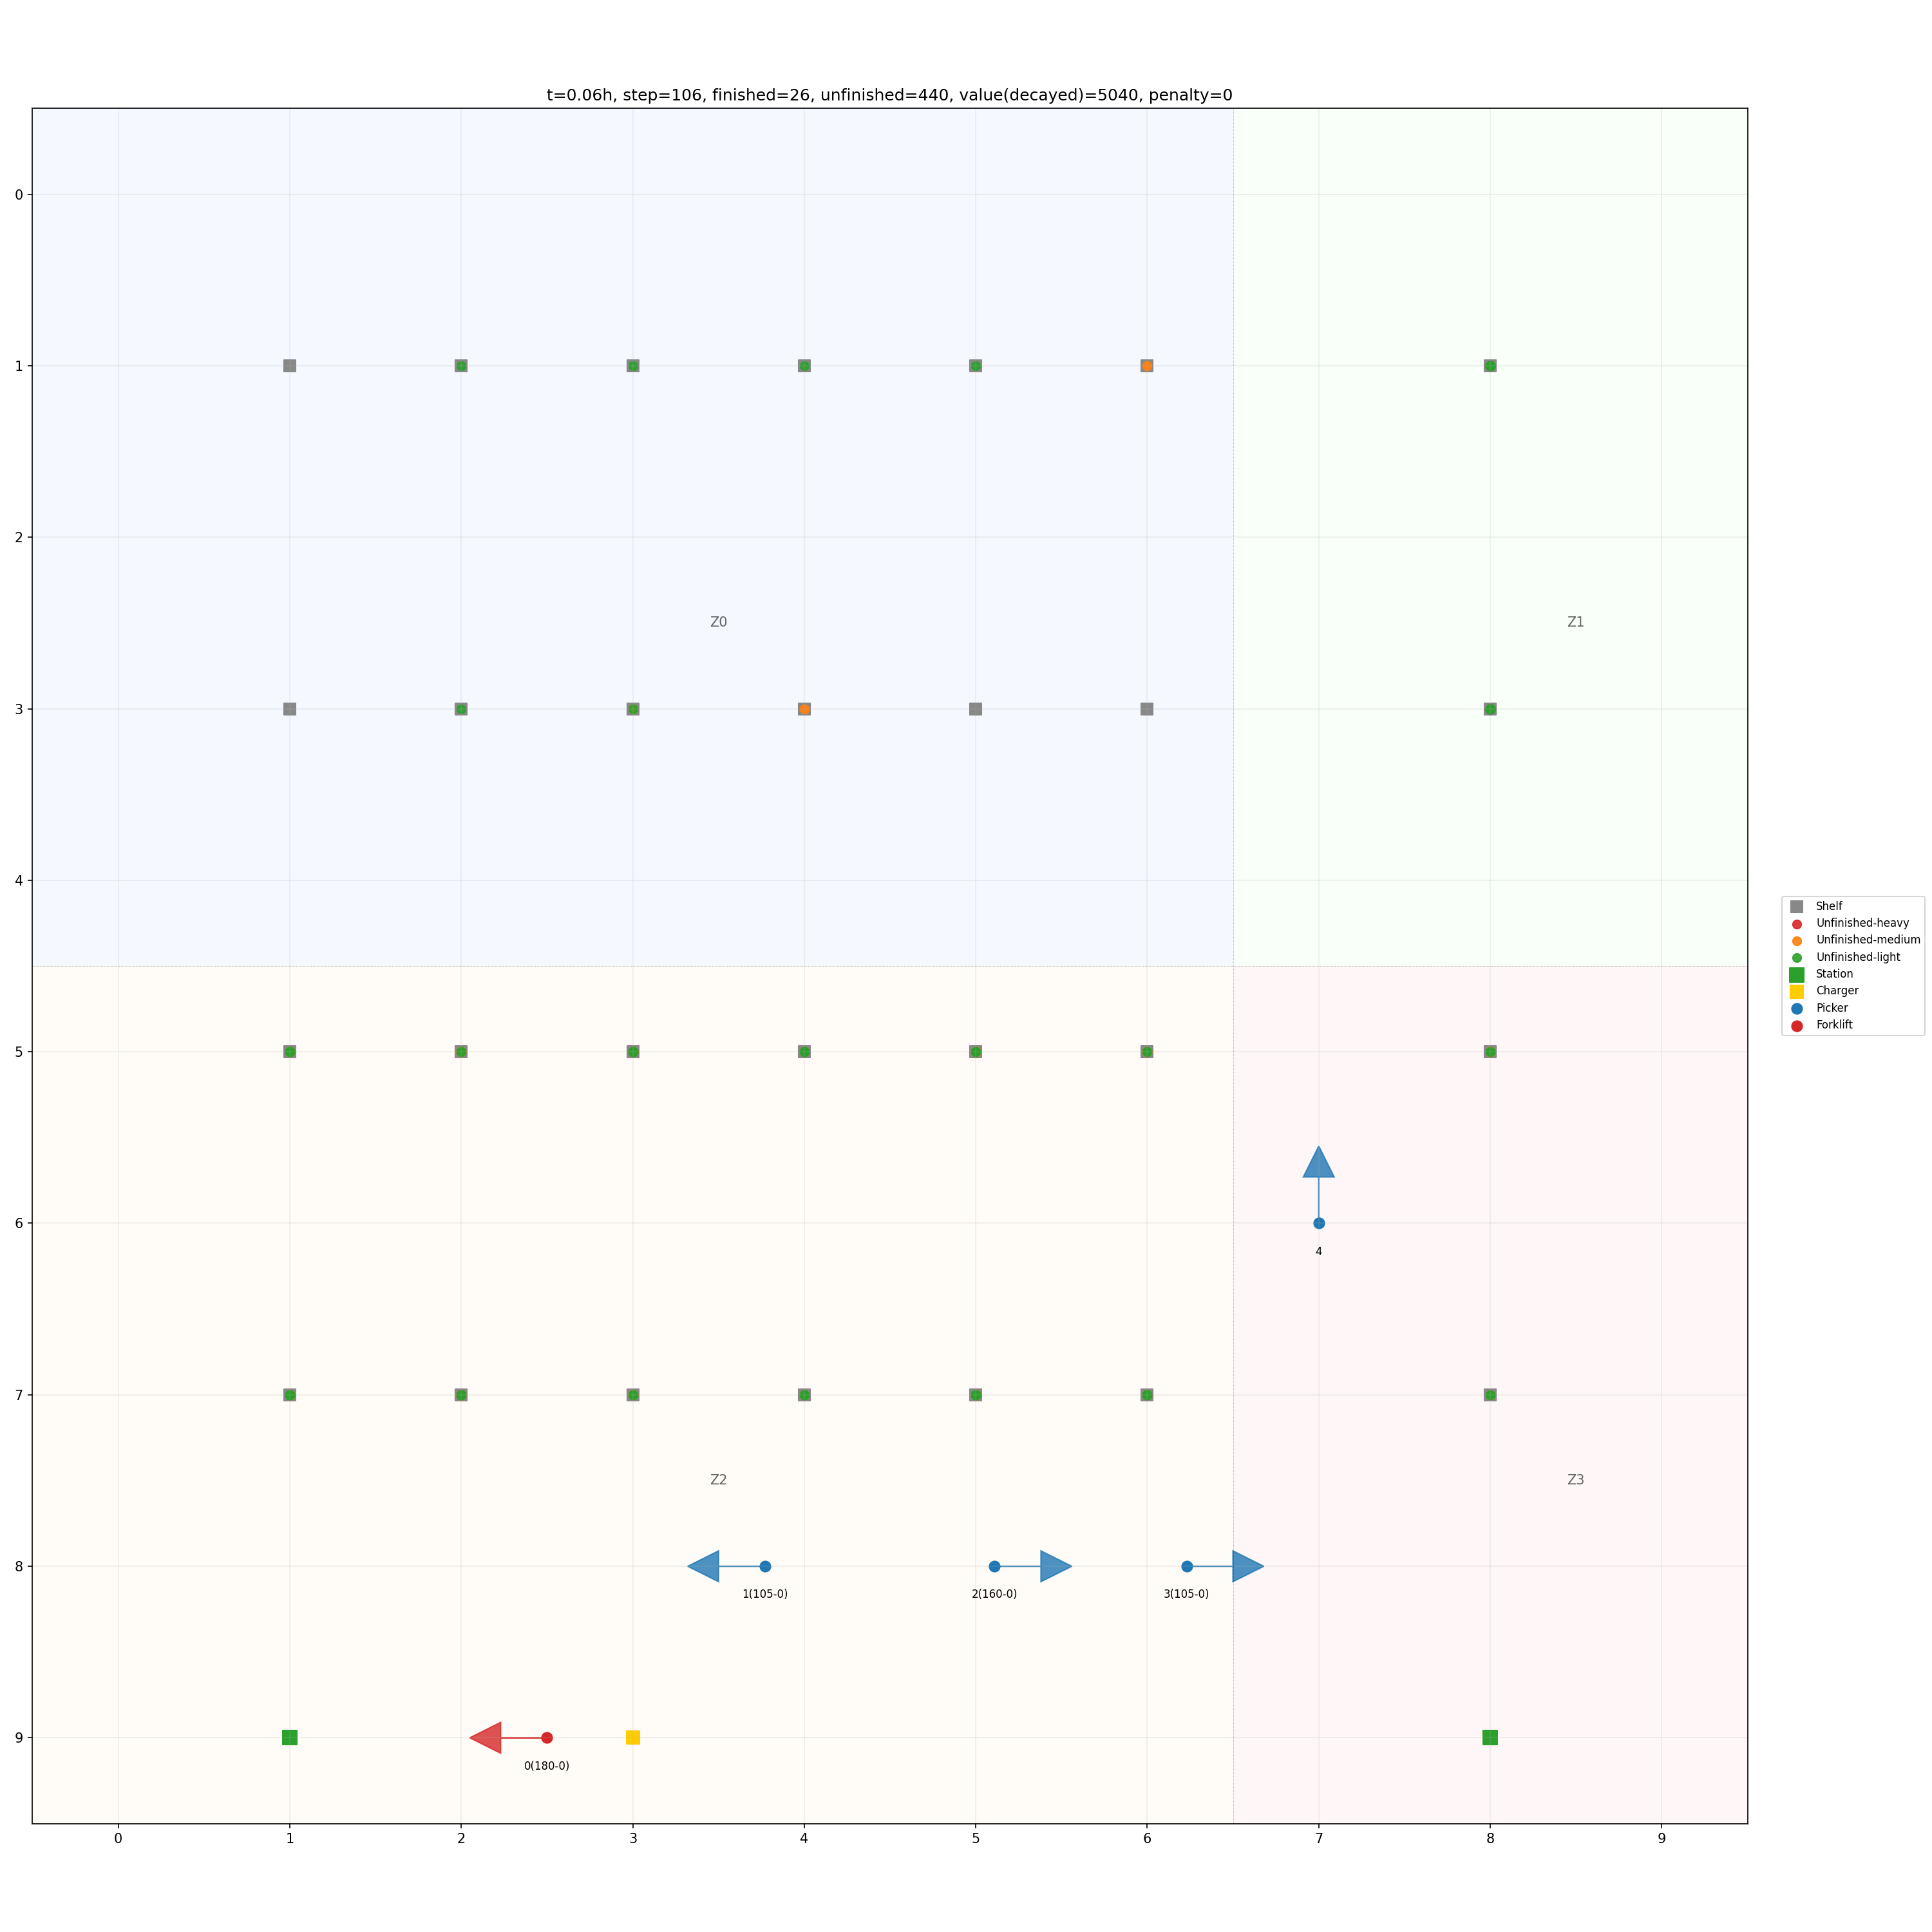 t=0.06h, step=106, finished=26, unfinished=440, value(decayed)=5040, penalty=0
0
1
2
Z0
Z1
3
4
Shelf
Unfinished-heavy
Unfinished-medium
Unfinished-light
Station
Charger
Picker
Forklift
5
6
4
7
Z2
Z3
8
1(105-0)
2(160-0)
3(105-0)
9
0(180-0)
0 1 2 3 4 5 6 7 8 9